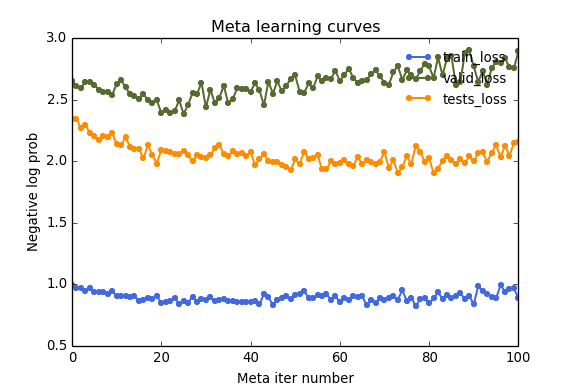 Meta learning curves
3.0
2.5
2.0
1.5
1.0
0.5
Negative log prob
train_loss
valid_loss
tests_loss
0 20 40 60 80 100
Meta iter number